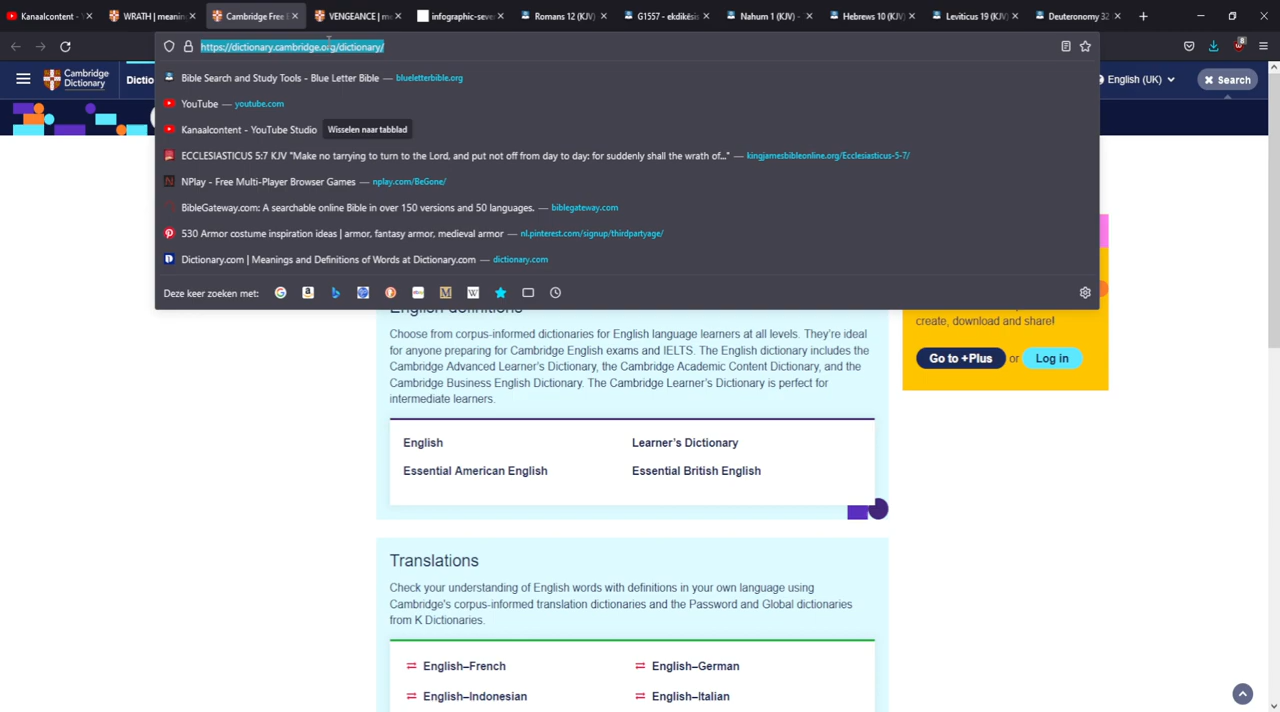 Kanaalcontent -
WRATH | meanin
Cambridge Free E
VENGEANCE | m
infographic-seve
Romans 12 (KJV)
G1557 - ekdikēsis
Nahum 1 (KJV) -
Hebrews 10 (KJV)
Leviticus 19 (KJV)
Deuteronomy 32
https://dictionary.cambridge.org/dictionary/
8
Cambridge
Dictionary
Dictio
English (UK)
Search
Bible Search and Study Tools - Blue Letter Bible — blueletterbible.org
YouTube — youtube.com
Kanaalcontent - YouTube Studio Wisselen naar tabblad
ECCLESIASTICUS 5:7 KJV "Make no tarrying to turn to the Lord, and put not off from day to day: for suddenly shall the wrath of..." — kingjamesbibleonline.org/Ecclesiasticus-5-7/
NPlay - Free Multi-Player Browser Games — nplay.com/BeGone/
BibleGateway.com: A searchable online Bible in over 150 versions and 50 languages. — biblegateway.com
530 Armor costume inspiration ideas | armor, fantasy armor, medieval armor — nl.pinterest.com/signup/thirdpartyage/
Dictionary.com | Meanings and Definitions of Words at Dictionary.com — dictionary.com
Deze keer zoeken met:
English definitions
Choose from corpus-informed dictionaries for English language learners at all levels. They're ideal
for anyone preparing for Cambridge English exams and IELTS. The English dictionary includes the
Cambridge Advanced Learner's Dictionary, the Cambridge Academic Content Dictionary, and the
Cambridge Business English Dictionary. The Cambridge Learner's Dictionary is perfect for
intermediate learners.
English
Learner's Dictionary
Essential American English
Essential British English
create, download and share!
Go to +Plus or Log in
Translations
Check your understanding of English words with definitions in your own language using
Cambridge's corpus-informed translation dictionaries and the Password and Global dictionaries
from K Dictionaries.
English–French
English–German
English–Indonesian
English–Italian